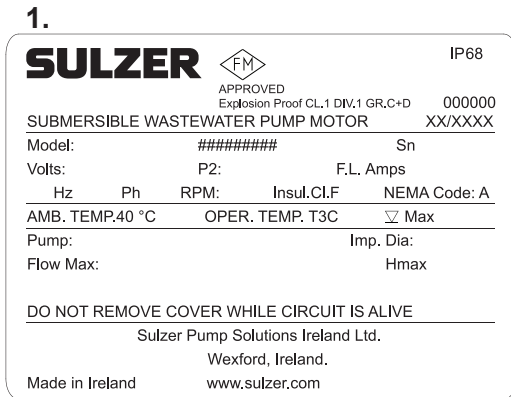 1.
SULZER FM IP68
APPROVED
Explosion Proof CL.1 DIV.1 GR.C+D 000000
SUBMERSIBLE WASTEWATER PUMP MOTOR XX/XXXX
Model: ######### Sn
Volts: P2: F.L. Amps
Hz Ph RPM: Insul.Cl.F NEMA Code: A
AMB. TEMP.40 °C OPER. TEMP. T3C ▽ Max
Pump: Imp. Dia:
Flow Max: Hmax
DO NOT REMOVE COVER WHILE CIRCUIT IS ALIVE
Sulzer Pump Solutions Ireland Ltd.
Wexford, Ireland.
Made in Ireland www.sulzer.com